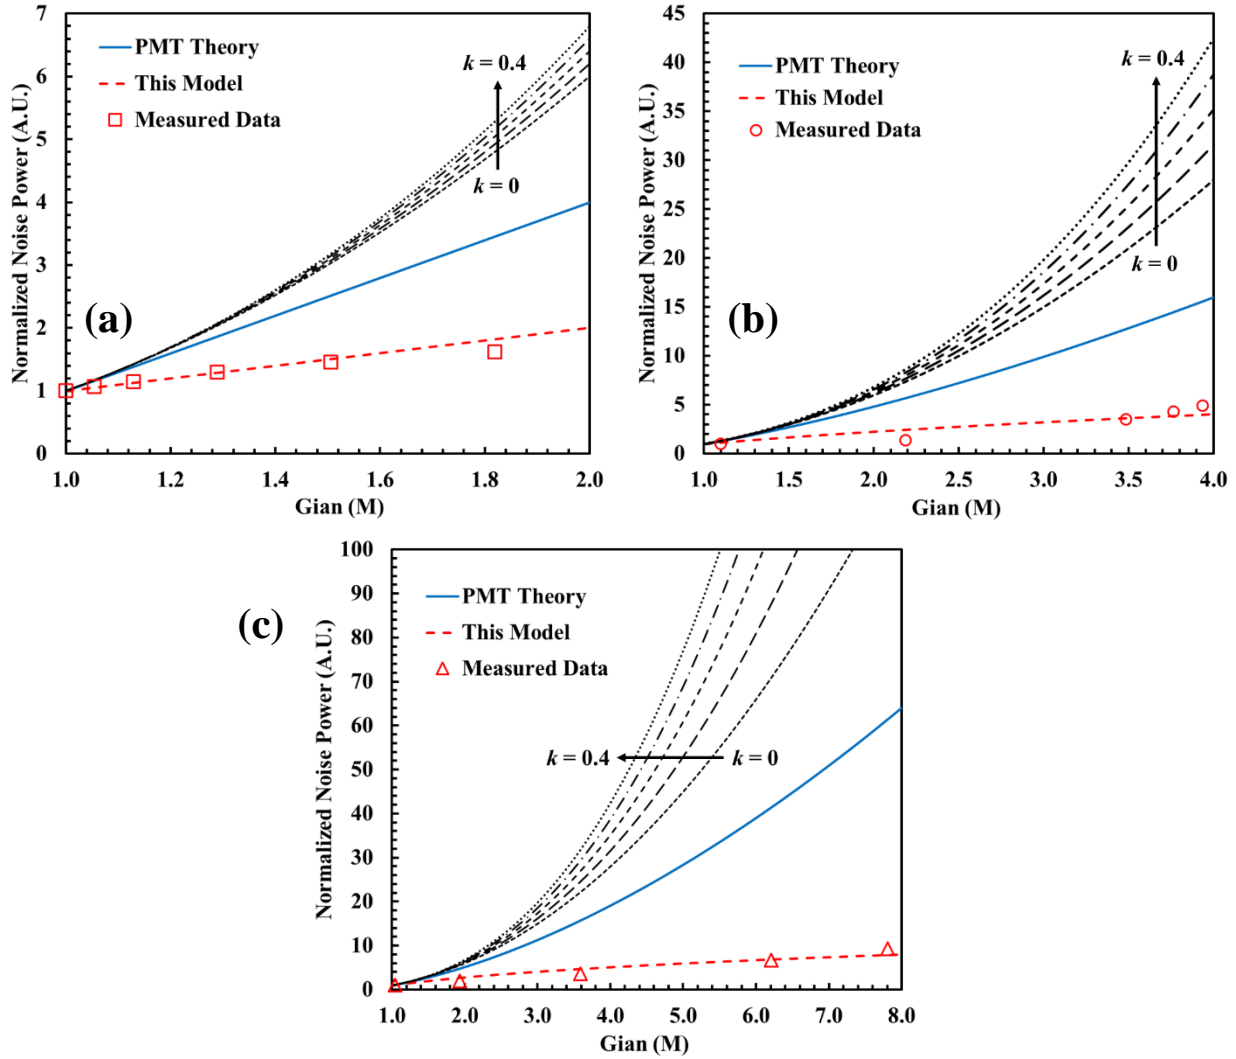 7
6
5
4
3
2
1
0
Normalized Noise Power (A.U.)
PMT Theory
This Model
Measured Data
k = 0.4
k = 0
(a)
1.0 1.2 1.4 1.6 1.8 2.0
Gian (M)
45
40
35
30
25
20
15
10
5
0
Normalized Noise Power (A.U.)
PMT Theory
This Model
Measured Data
k = 0.4
k = 0
(b)
1.0 1.5 2.0 2.5 3.0 3.5 4.0
Gian (M)
100
90
80
70
60
50
40
30
20
10
0
Normalized Noise Power (A.U.)
(c)
PMT Theory
This Model
Measured Data
k = 0.4 k = 0
1.0 2.0 3.0 4.0 5.0 6.0 7.0 8.0
Gian (M)